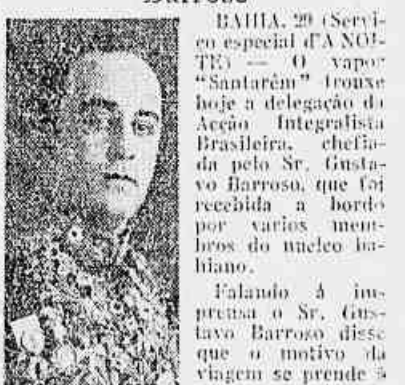 BAHIA, 29 (Servi-
ço especial d'A NOI-
TE) — O vapor
"Santarém" trouxe
hoje a delegação da
Acção Integralista
Brasileira, chefia-
da pelo Sr. Gusta-
vo Barroso, que foi
recebida a bordo
por varios mem-
bros do nucleo ba-
hiano.
Falando á im-
prensa o Sr. Gus-
tavo Barroso disse
que o motivo da
viagem se prende á